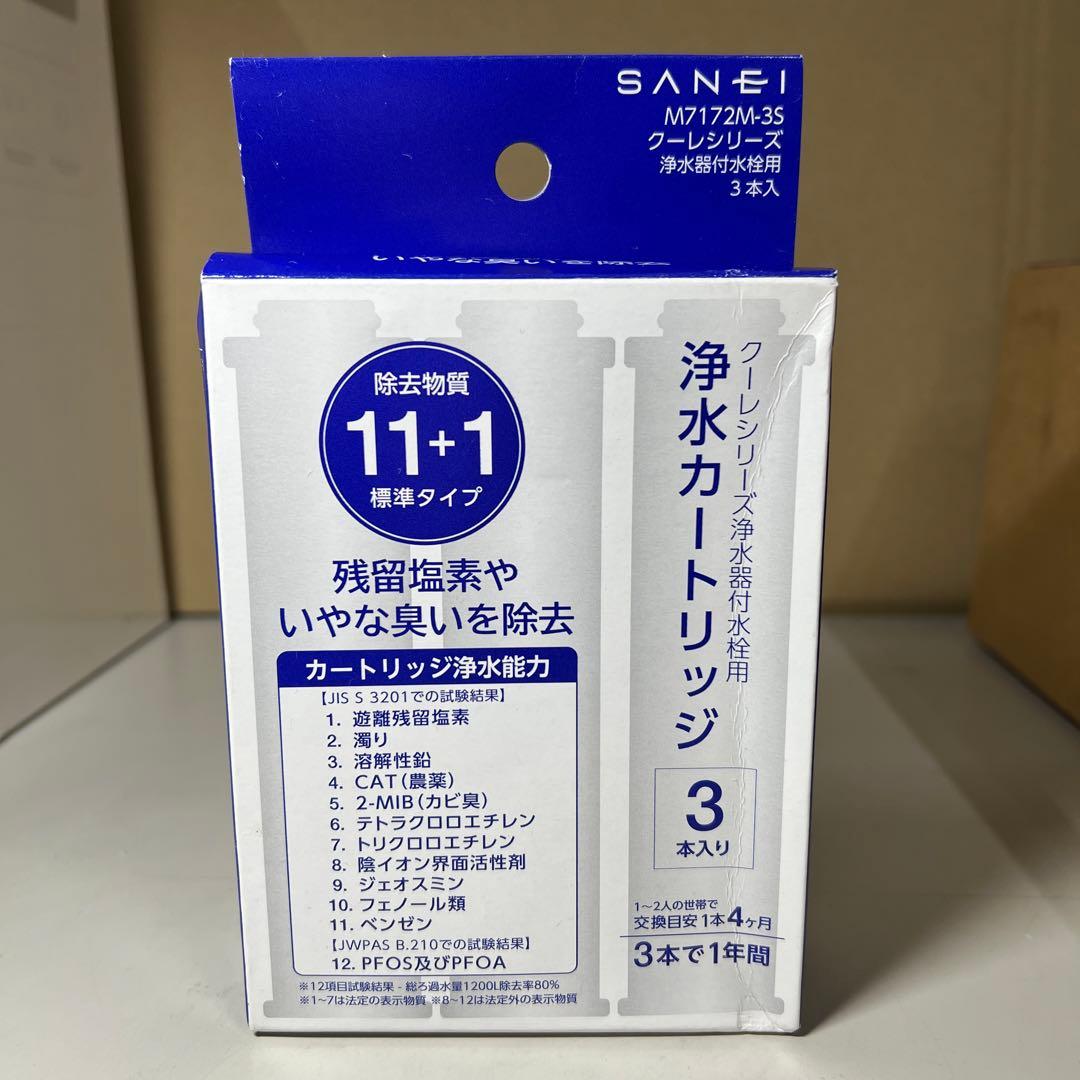 SANEI
M7172M-3S
クーレシリーズ
浄水器付水栓用
3本入
いやな臭いを除去
除去物質
11+1
標準タイプ
残留塩素や
いやな臭いを除去
カートリッジ浄水能力
【JIS S 3201での試験結果】
1. 遊離残留塩素
2. 濁り
3. 溶解性鉛
4. CAT(農薬)
5. 2-MIB(カビ臭)
6. テトラクロロエチレン
7. トリクロロエチレン
8. 陰イオン界面活性剤
9. ジェオスミン
10. フェノール類
11. ベンゼン
【JWPAS B.210での試験結果】
12. PFOS及びPFOA
※12項目試験結果 - 総ろ過水量1200L除去率80%
※1~7は法定の表示物質 ※8~12は法定外の表示物質
クーレシリーズ浄水器付水栓用
浄水カートリッジ
3
本入り
1~2人の世帯で
交換目安1本4ヶ月
3本で1年間